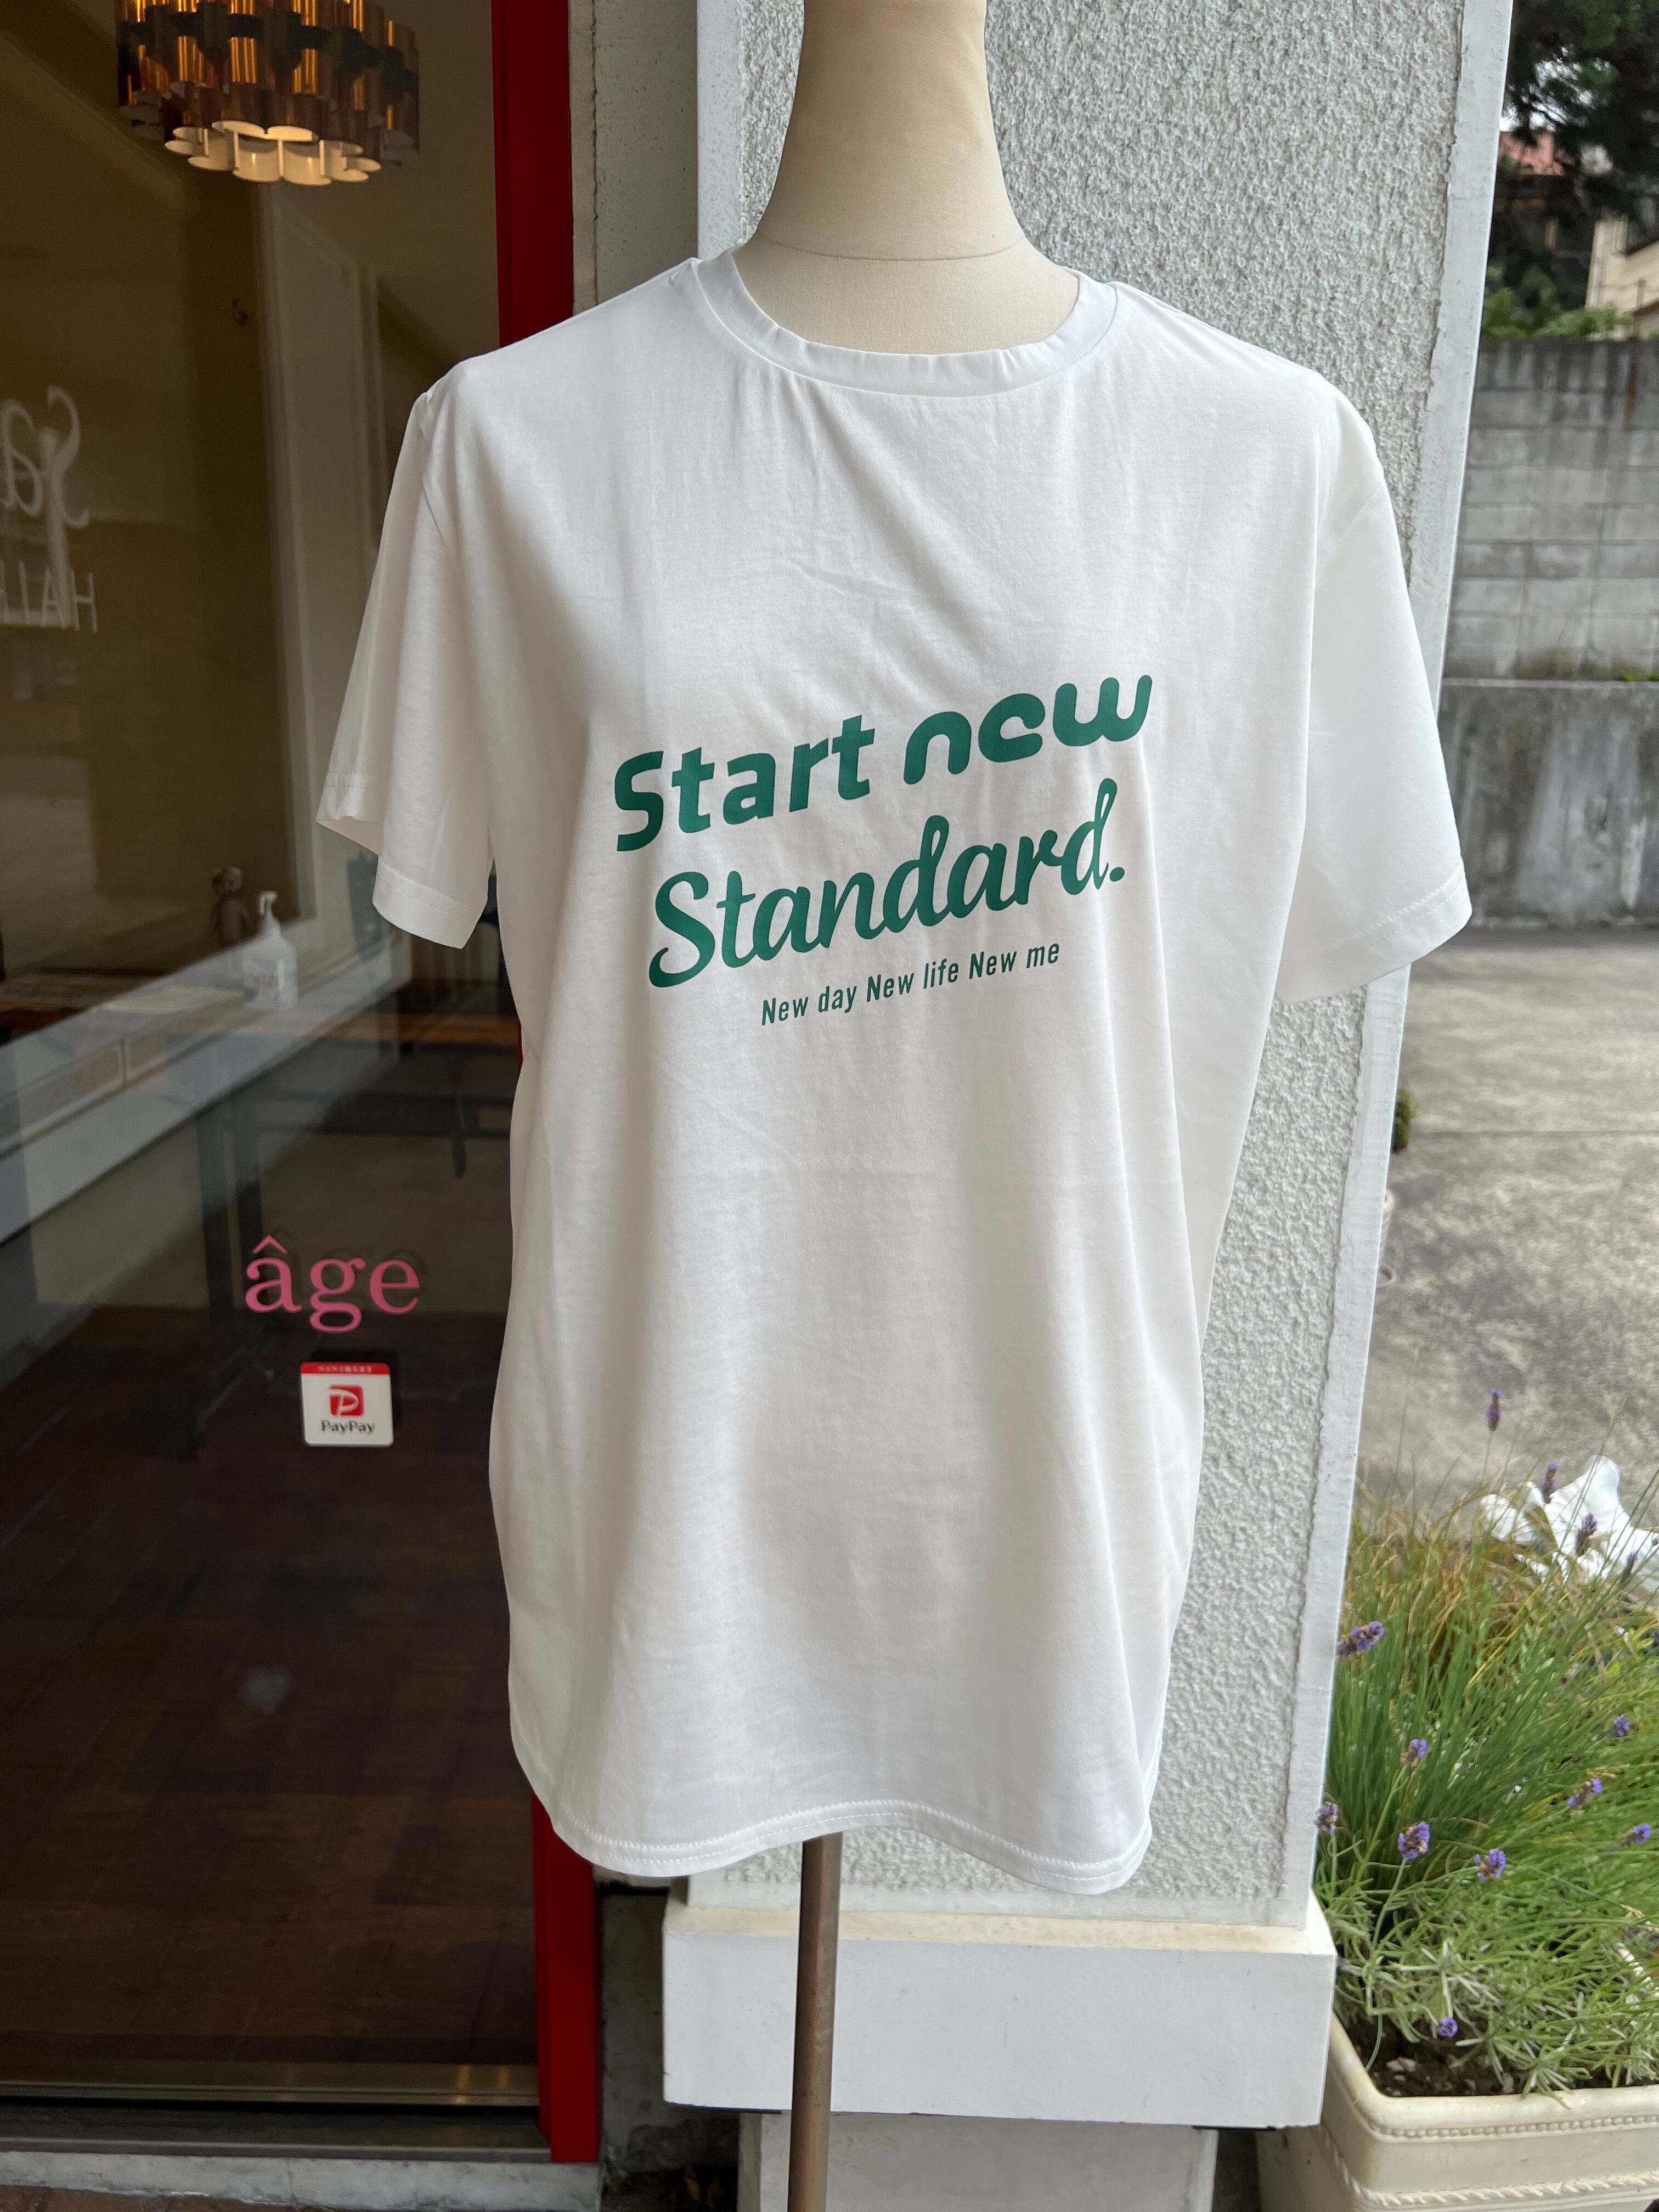 Start new
Standard.
New day New life New me
âge
PayPay